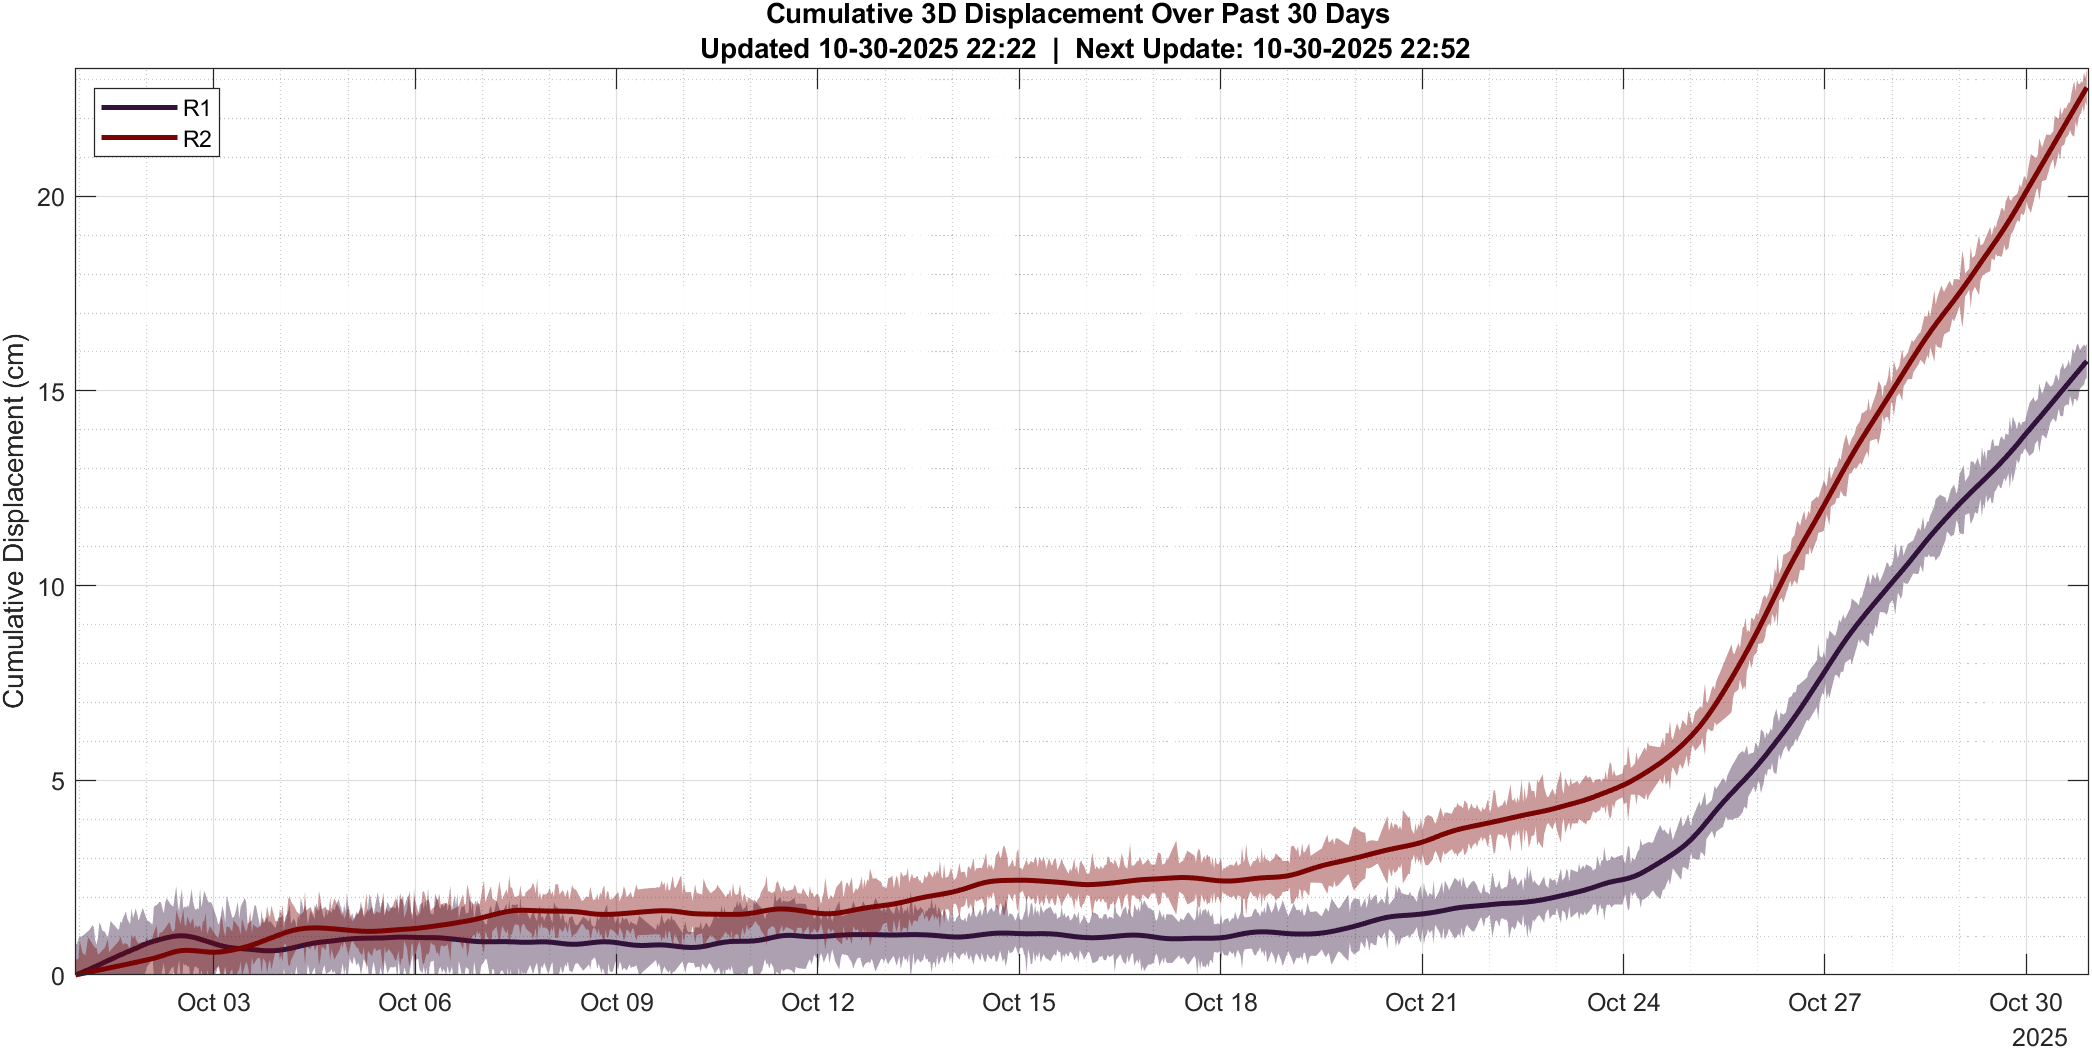 Cumulative 3D Displacement Over Past 30 Days
Updated 10-30-2025 22:22 | Next Update: 10-30-2025 22:52
R1
R2
Cumulative Displacement (cm)
20
15
10
5
0
Oct 03 Oct 06 Oct 09 Oct 12 Oct 15 Oct 18 Oct 21 Oct 24 Oct 27 Oct 30
2025